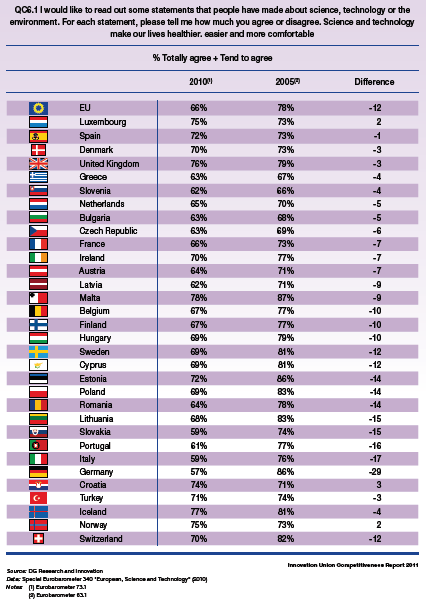 QC6.1 I would like to read out some statements that people have made about science, technology or the
environment. For each statement, please tell me how much you agree or disagree. Science and technology
make our lives healthier. easier and more comfortable
% Totally agree + Tend to agree
2010(1) 2005(2) Difference
EU 66% 78% -12
Luxembourg 75% 73% 2
Spain 72% 73% -1
Denmark 70% 73% -3
United Kingdom 76% 79% -3
Greece 63% 67% -4
Slovenia 62% 66% -4
Netherlands 65% 70% -5
Bulgaria 63% 68% -5
Czech Republic 63% 69% -6
France 66% 73% -7
Ireland 70% 77% -7
Austria 64% 71% -7
Latvia 62% 71% -9
Malta 78% 87% -9
Belgium 67% 77% -10
Finland 67% 77% -10
Hungary 69% 79% -10
Sweden 69% 81% -12
Cyprus 69% 81% -12
Estonia 72% 86% -14
Poland 69% 83% -14
Romania 64% 78% -14
Lithuania 68% 83% -15
Slovakia 59% 74% -15
Portugal 61% 77% -16
Italy 59% 76% -17
Germany 57% 86% -29
Croatia 74% 71% 3
Turkey 71% 74% -3
Iceland 77% 81% -4
Norway 75% 73% 2
Switzerland 70% 82% -12
Innovation Union Competitiveness Report 2011
Source: DG Research and Innovation
Data: Special Eurobarometer 340 "European, Science and Technology" (2010)
Notes: (1) Eurobarometer 73.1
(2) Eurobarometer 63.1